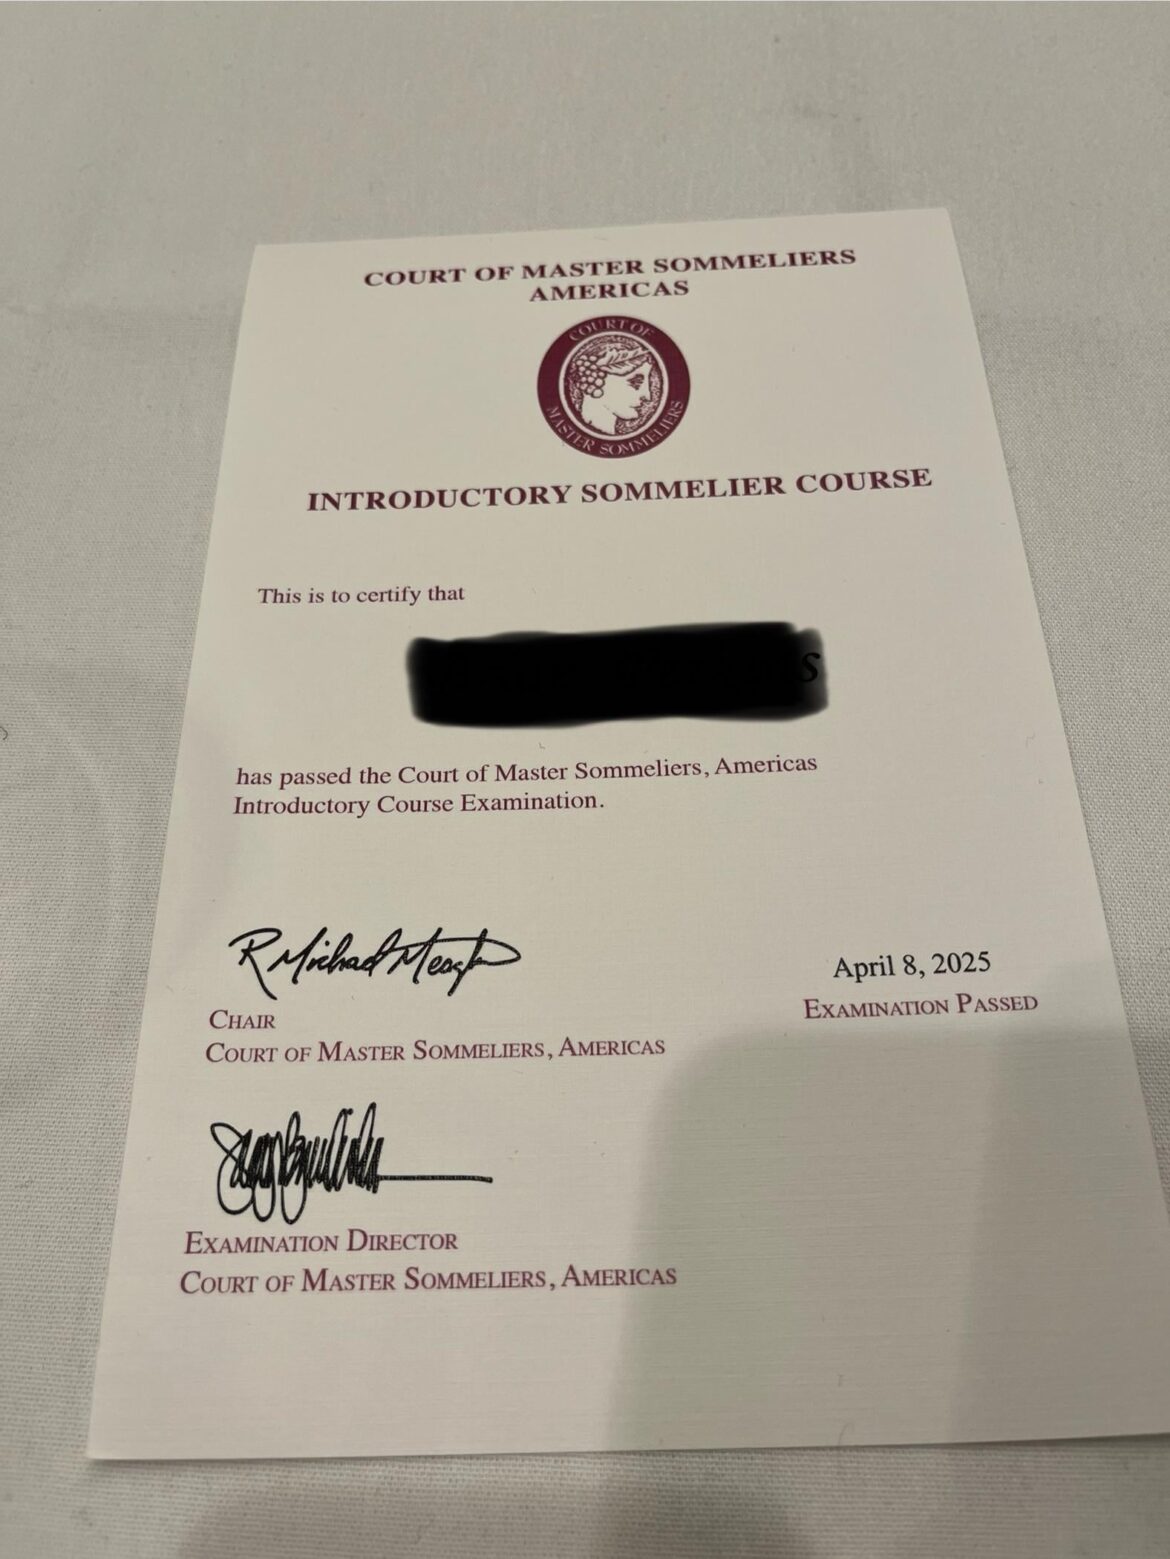 COURT OF MASTER SOMMELIERS
AMERICAS
COURT OF
MASTER SOMMELIERS
INTRODUCTORY SOMMELIER COURSE
This is to certify that
s
has passed the Court of Master Sommeliers, Americas
Introductory Course Examination.
R Michael Meagher
April 8, 2025
CHAIR
EXAMINATION PASSED
COURT OF MASTER SOMMELIERS, AMERICAS
EXAMINATION DIRECTOR
COURT OF MASTER SOMMELIERS, AMERICAS